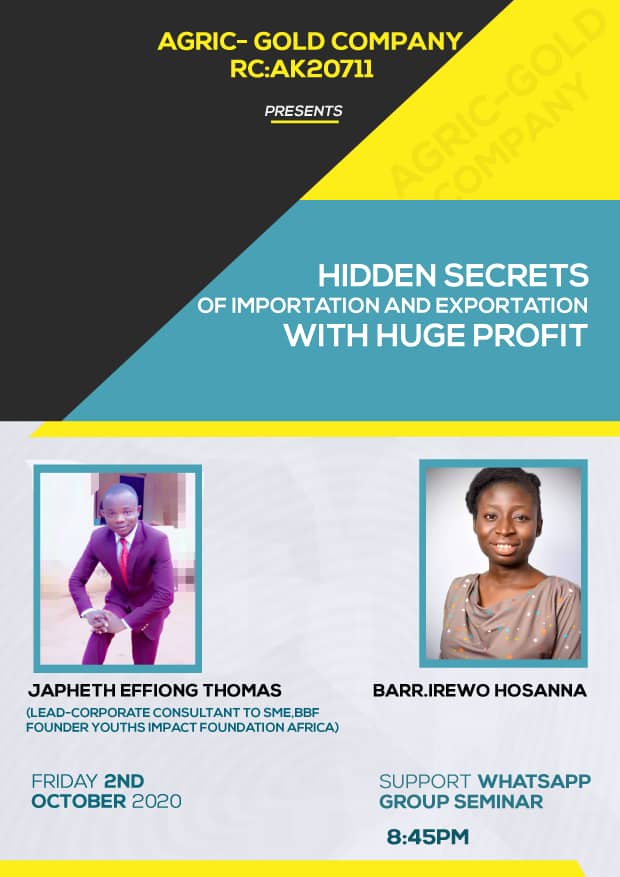 AGRIC- GOLD COMPANY
RC:AK20711
PRESENTS
AGRIC-GOLD
COMPANY
HIDDEN SECRETS
OF IMPORTATION AND EXPORTATION
WITH HUGE PROFIT
JAPHETH EFFIONG THOMAS
(LEAD-CORPORATE CONSULTANT TO SME,BBF
FOUNDER YOUTHS IMPACT FOUNDATION AFRICA)
BARR.IREWO HOSANNA
FRIDAY 2ND
OCTOBER 2020
SUPPORT WHATSAPP
GROUP SEMINAR
8:45PM